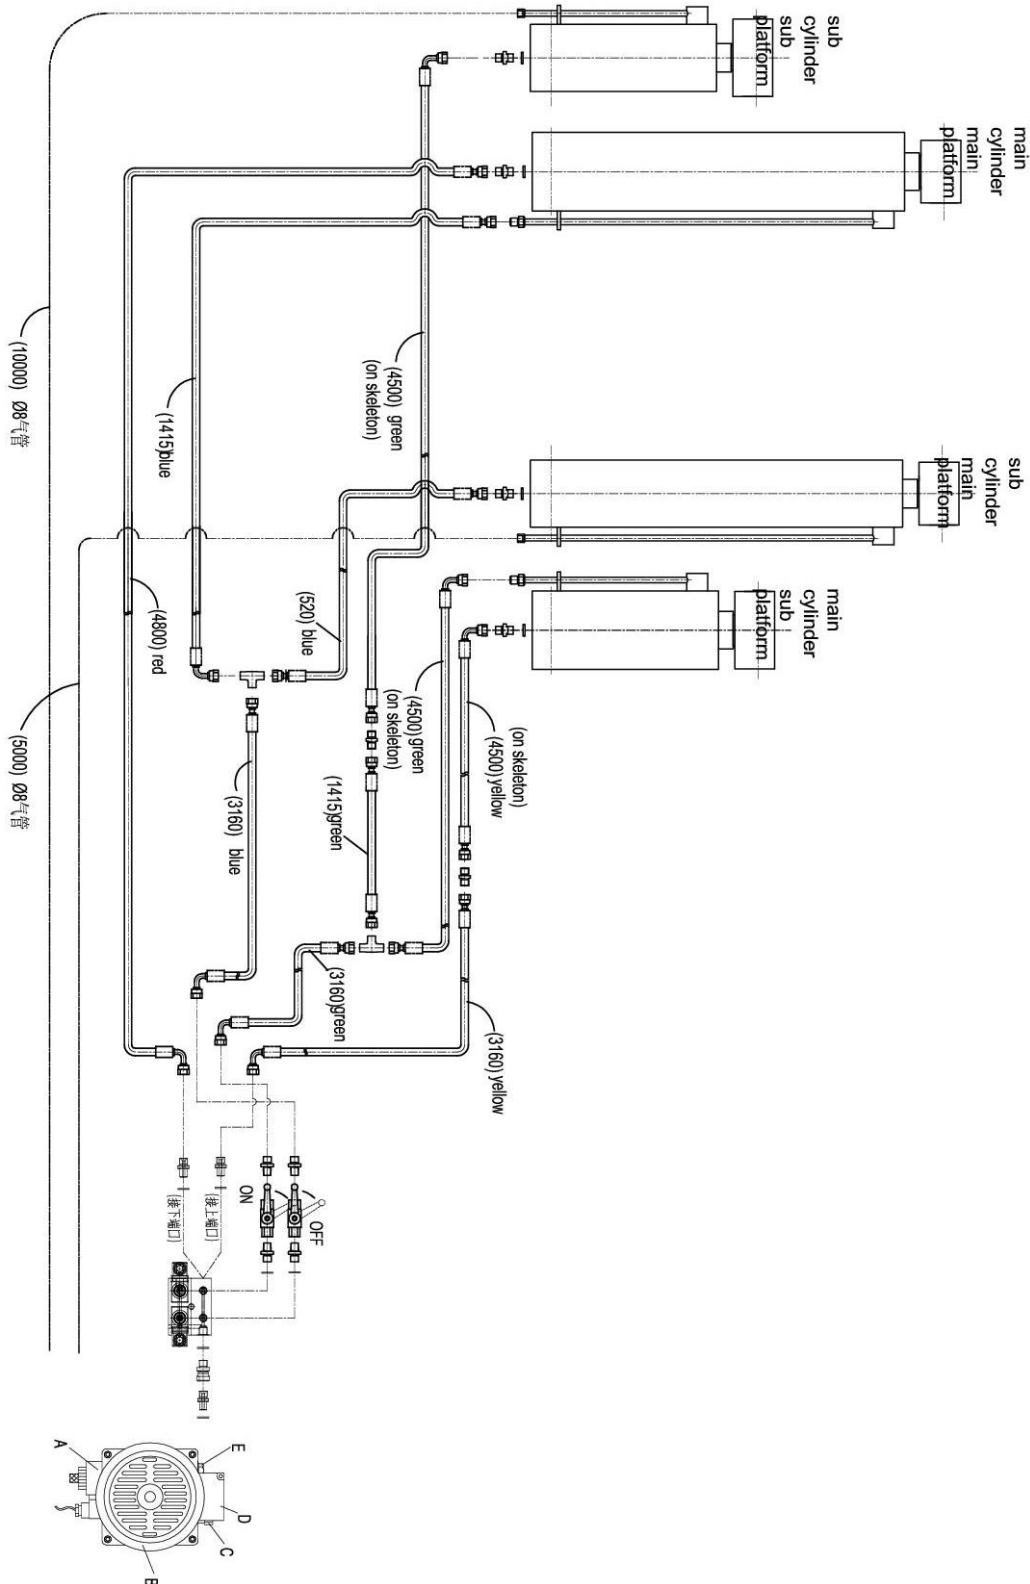 sub
cylinder
sub
platform
main
cylinder
main
platform
sub
cylinder
main
platform
main
cylinder
sub
platform
(10000) Ø8气管
(1415)blue
(4500) green
(on skeleton)
(5000) Ø8气管
(4800) red
(520) blue
(3160) blue
(4500)green
(on skeleton)
(1415)green
(on skeleton)
(4500)yellow
(3160)green
(3160) yellow
(接下端口)
(接上端口)
ON
OFF
A
E
D
C
B